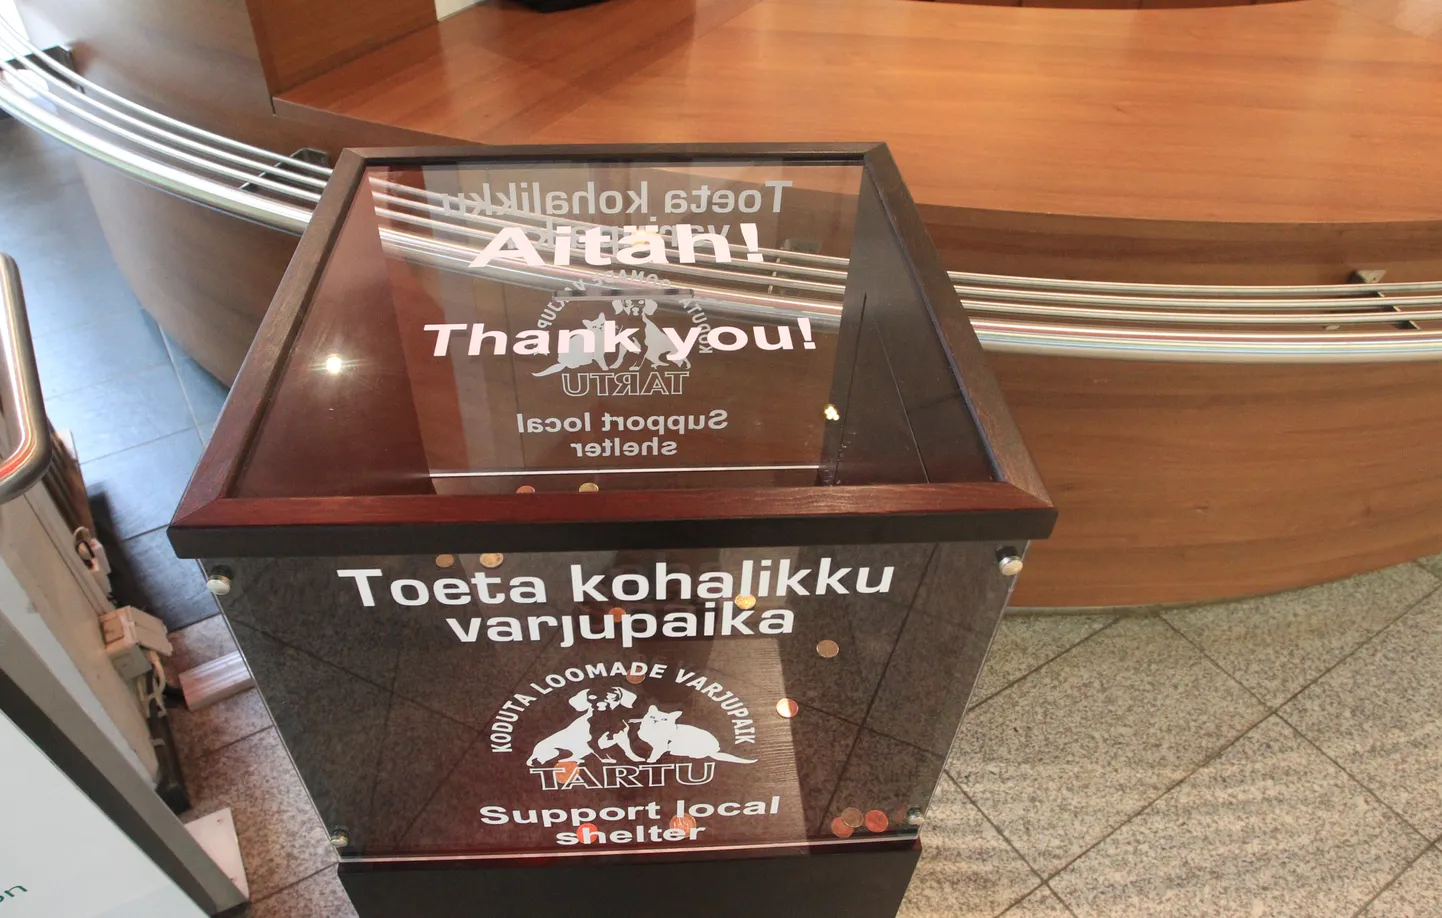 Aitäh!
Thank you!
Toeta kohalikku
varjupaika
KODUTA LOOMADE VARJUPAIK
TARTU
Support local
shelter